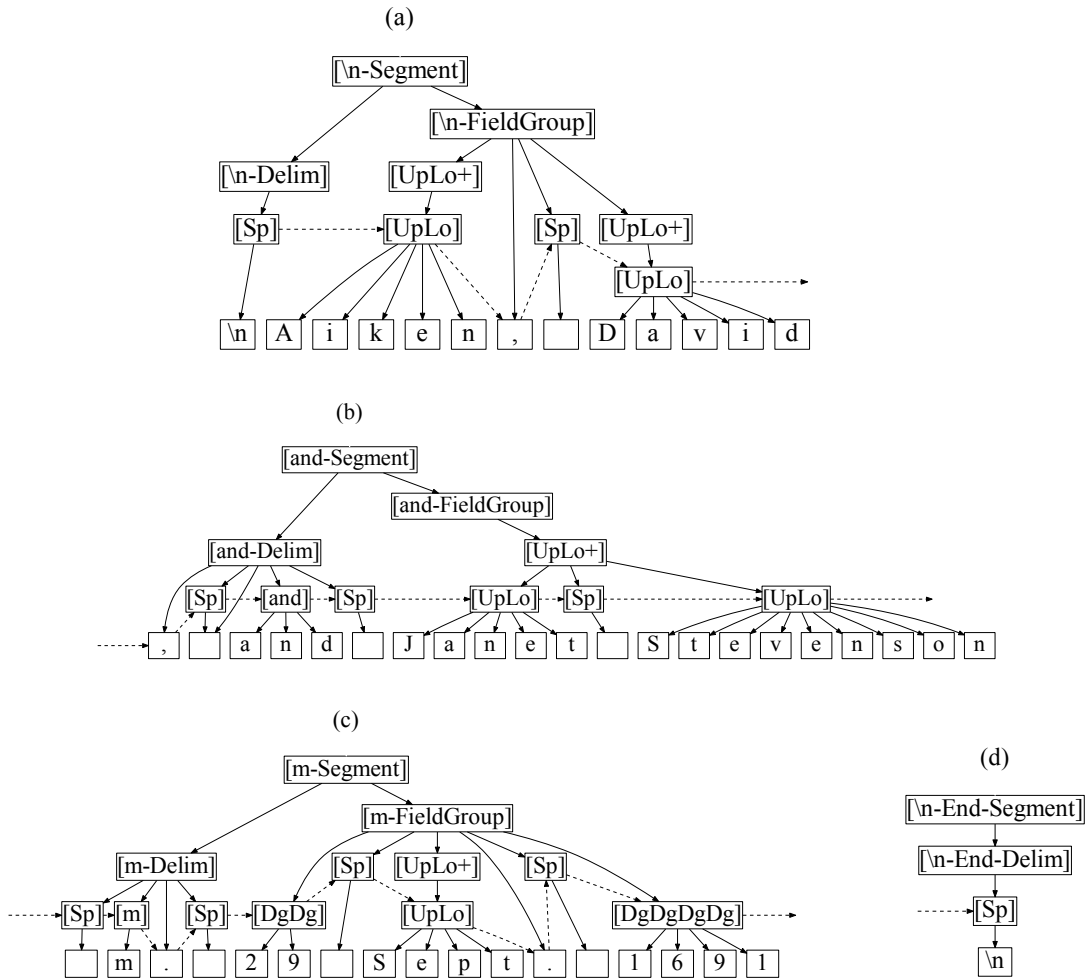 (a)
[\n-Segment]
[\n-FieldGroup]
[\n-Delim] [UpLo+]
[Sp] [UpLo] [Sp] [UpLo+]
[UpLo]
\n A i k e n , D a v i d
(b)
[and-Segment]
[and-FieldGroup]
[and-Delim] [UpLo+]
[Sp] [and] [Sp] [UpLo] [Sp] [UpLo]
, a n d J a n e t S t e v e n s o n
(c)
[m-Segment]
[m-FieldGroup]
[m-Delim] [Sp] [UpLo+] [Sp]
[Sp] [m] [Sp] [DgDg] [UpLo] [DgDgDgDg]
m . 2 9 S e p t . 1 6 9 1
(d)
[\n-End-Segment]
[\n-End-Delim]
[Sp]
\n